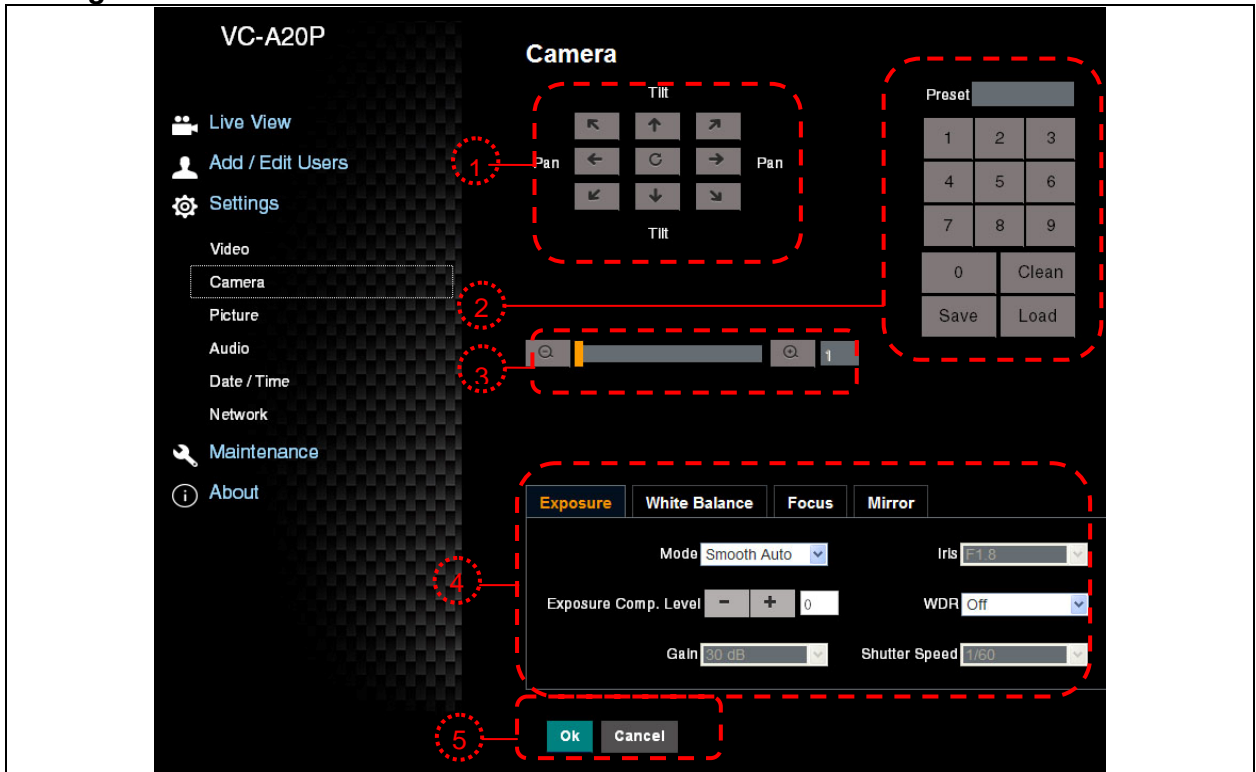 VC-A20P
Live View
Add / Edit Users
Settings
Video
Camera
Picture
Audio
Date / Time
Network
Maintenance
About
Camera
Tilt
Pan
Pan
Tilt
1
2
3
4
5
Preset
1 2 3
4 5 6
7 8 9
0 Clean
Save Load
1
Exposure White Balance Focus Mirror
Mode Smooth Auto Iris F1.8
Exposure Comp. Level - + 0 WDR Off
Gain 30 dB Shutter Speed 1/60
Ok Cancel